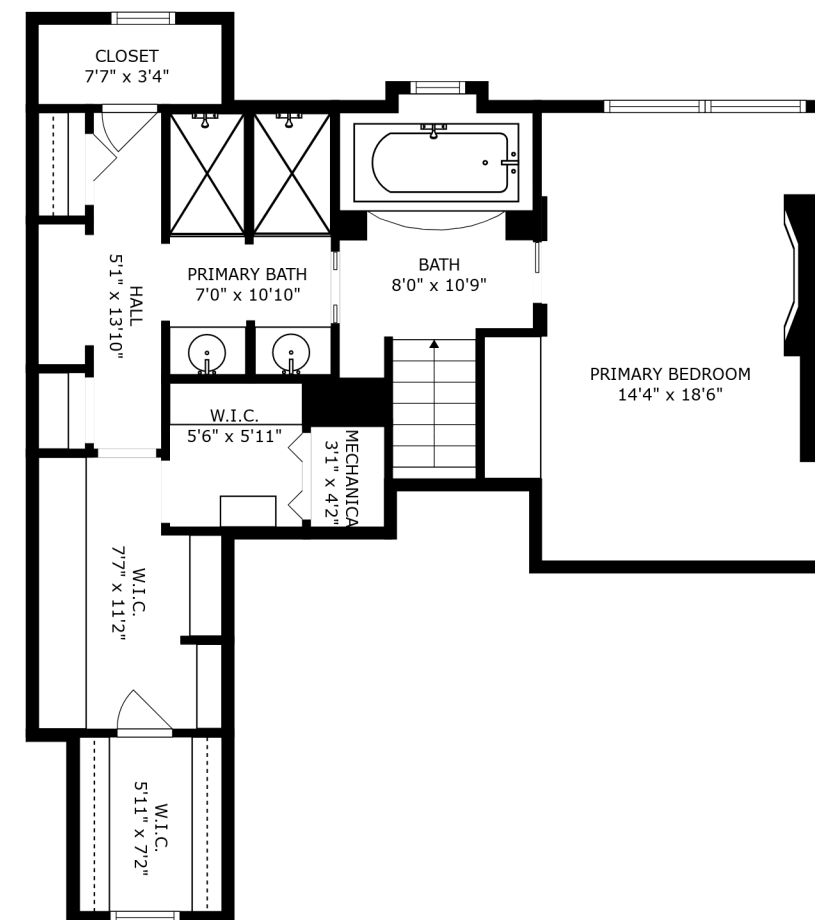 CLOSET
7'7" x 3'4"
HALL
5'1" x 13'10"
PRIMARY BATH
7'0" x 10'10"
BATH
8'0" x 10'9"
PRIMARY BEDROOM
14'4" x 18'6"
W.I.C.
5'6" x 5'11"
MECHANICA
3'1" x 4'2"
W.I.C.
7'7" x 11'2"
W.I.C.
5'11" x 7'2"